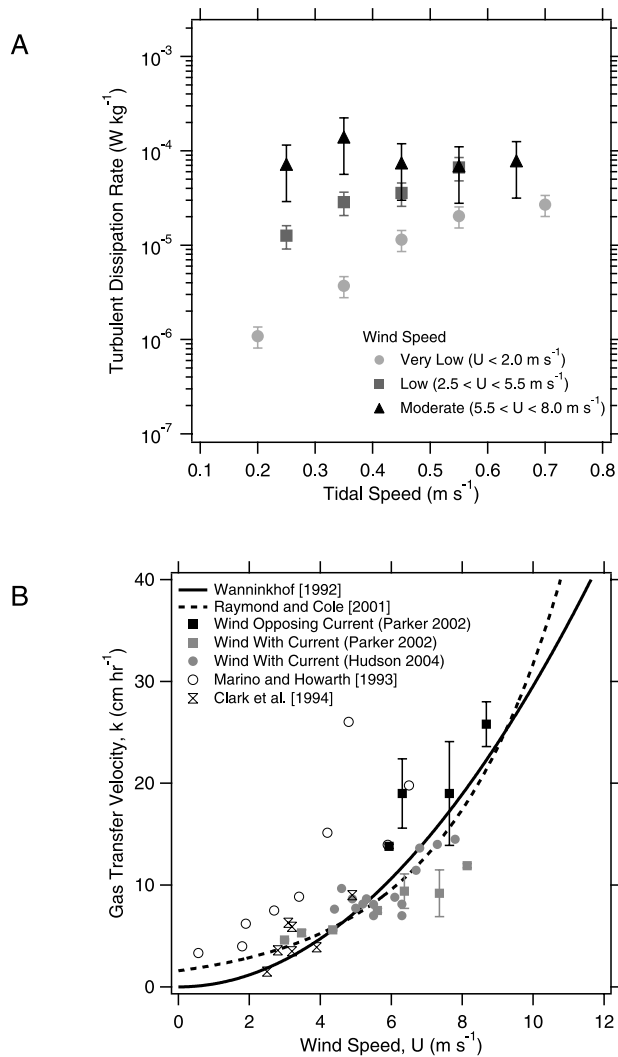 A
Turbulent Dissipation Rate (W kg⁻¹)
10⁻³
10⁻⁴
10⁻⁵
10⁻⁶
10⁻⁷
Wind Speed
Very Low (U < 2.0 m s⁻¹)
Low (2.5 < U < 5.5 m s⁻¹)
Moderate (5.5 < U < 8.0 m s⁻¹)
0.1 0.2 0.3 0.4 0.5 0.6 0.7 0.8
Tidal Speed (m s⁻¹)
B
Gas Transfer Velocity, k (cm hr⁻¹)
40
30
20
10
0
Wanninkhof [1992]
Raymond and Cole [2001]
Wind Opposing Current (Parker 2002)
Wind With Current (Parker 2002)
Wind With Current (Hudson 2004)
Marino and Howarth [1993]
Clark et al. [1994]
0 2 4 6 8 10 12
Wind Speed, U (m s⁻¹)